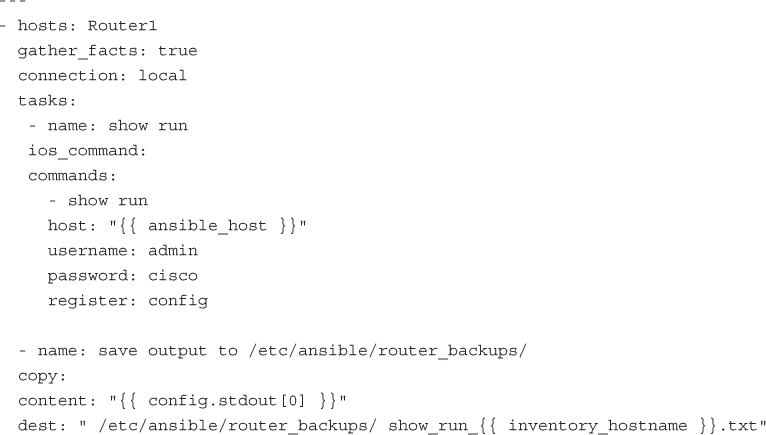 ---
- hosts: Router1
  gather_facts: true
  connection: local
  tasks:
   - name: show run
   ios_command:
   commands:
     - show run
     host: "{{ ansible_host }}"
     username: admin
     password: cisco
     register: config

  - name: save output to /etc/ansible/router_backups/
  copy:
  content: "{{ config.stdout[0] }}"
  dest: " /etc/ansible/router_backups/ show_run_{{ inventory_hostname }}.txt"